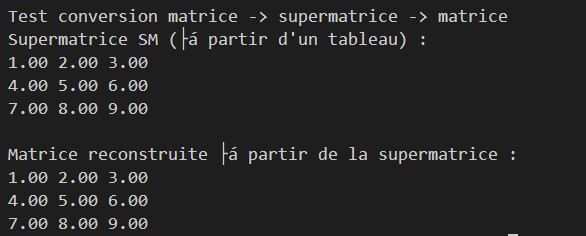 Test conversion matrice -> supermatrice -> matrice
Supermatrice SM (├á partir d'un tableau) :
1.00 2.00 3.00
4.00 5.00 6.00
7.00 8.00 9.00

Matrice reconstruite ├á partir de la supermatrice :
1.00 2.00 3.00
4.00 5.00 6.00
7.00 8.00 9.00